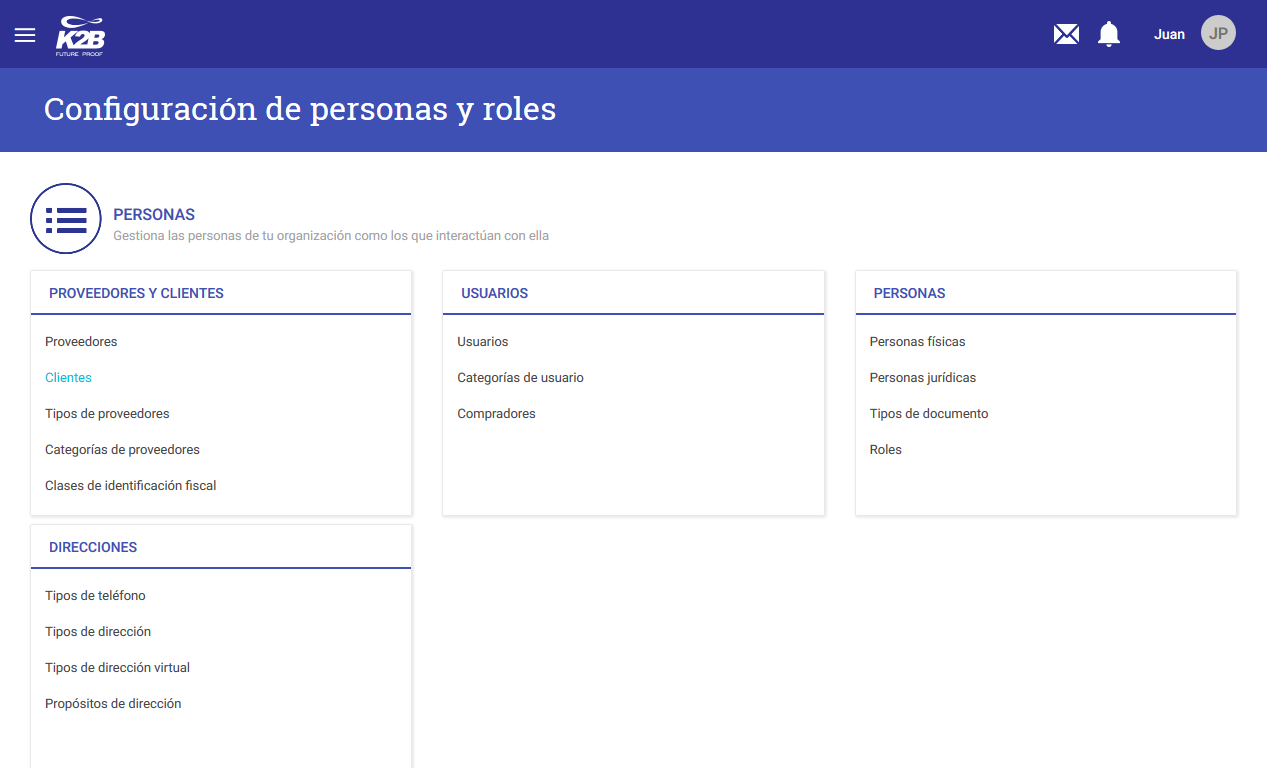 K2B
FUTURE PROOF
Juan
JP
Configuración de personas y roles
PERSONAS
Gestiona las personas de tu organización como los que interactúan con ella
PROVEEDORES Y CLIENTES
Proveedores
Clientes
Tipos de proveedores
Categorías de proveedores
Clases de identificación fiscal
USUARIOS
Usuarios
Categorías de usuario
Compradores
PERSONAS
Personas físicas
Personas jurídicas
Tipos de documento
Roles
DIRECCIONES
Tipos de teléfono
Tipos de dirección
Tipos de dirección virtual
Propósitos de dirección